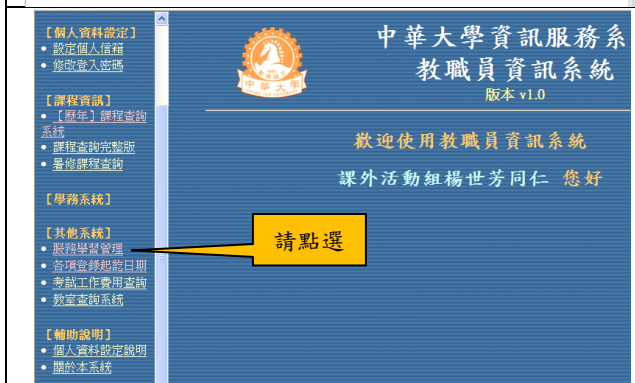 【個人資料設定】
• 設定個人信箱
• 修改登入密碼
【課程資訊】
• 【歷年】課程查詢
系統
• 課程查詢完整版
• 暑修課程查詢
【學務系統】
【其他系統】
• 服務學習管理
• 各項登錄起訖日期
• 考試工作費用查詢
• 教室查詢系統
【輔助說明】
• 個人資料設定說明
• 關於本系統
中華大學
中華大學資訊服務系
教職員資訊系統
版本 v1.0
歡迎使用教職員資訊系統
課外活動組楊世芳同仁 您好
請點選